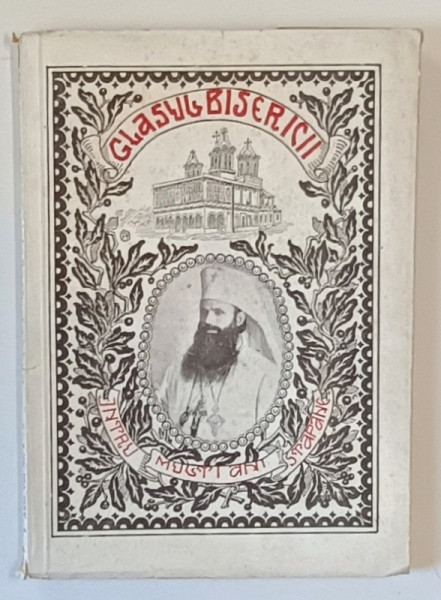 GLASUL BISERICII
ÎNTRU MULȚI ANI STĂPÂNE